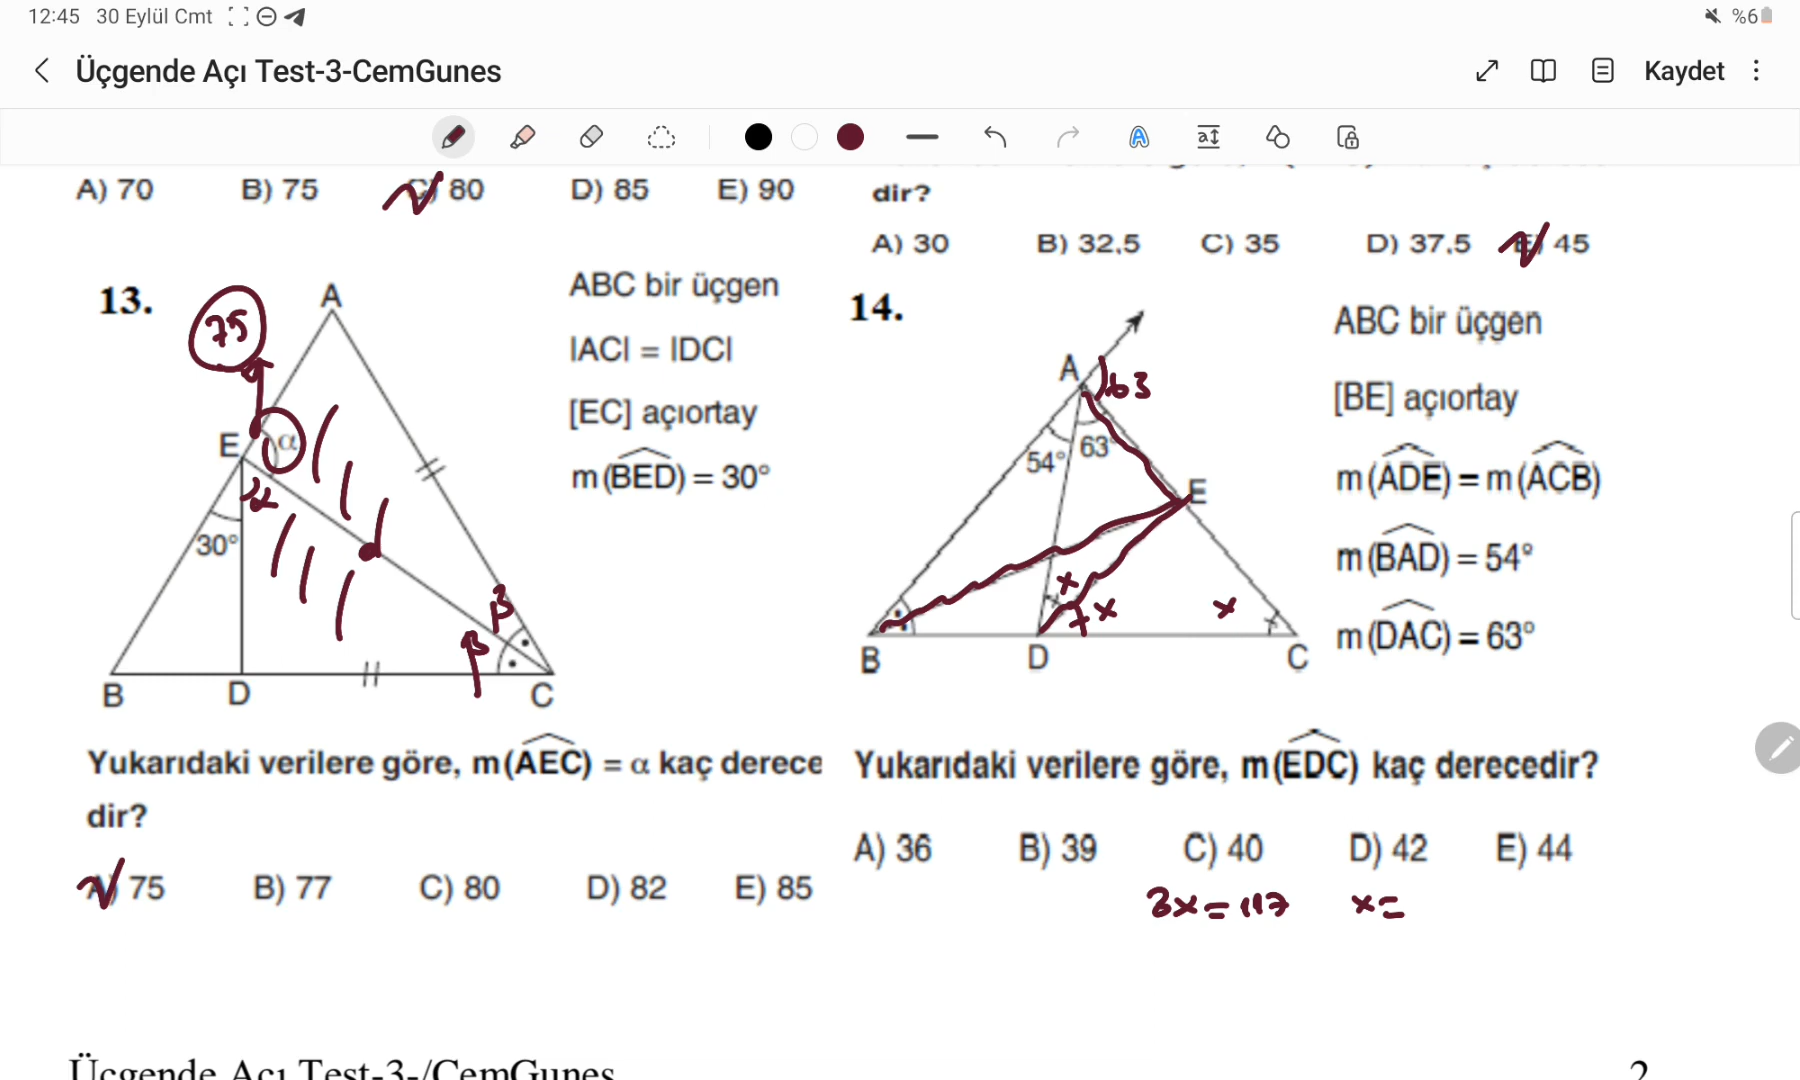 12:45 30 Eylül Cmt
%6
Üçgende Açı Test-3-CemGunes
Kaydet
A) 70 B) 75 C) 80 D) 85 E) 90
13.
75
A
E
α
2α
30°
β
β
B D C
ABC bir üçgen
|AC| = |DC|
[EC] açıortay
m(BED) = 30°
Yukarıdaki verilere göre, m(AEC) = α kaç derece
dir?
A) 75 B) 77 C) 80 D) 82 E) 85
dir?
A) 30 B) 32,5 C) 35 D) 37,5 E) 45
14.
A
63
54° 63°
E
x
x
x
B D C
ABC bir üçgen
[BE] açıortay
m(ADE) = m(ACB)
m(BAD) = 54°
m(DAC) = 63°
Yukarıdaki verilere göre, m(EDC) kaç derecedir?
A) 36 B) 39 C) 40 D) 42 E) 44
3x = 117 x =
Üçgende Açı Test-3-/CemGunes
2